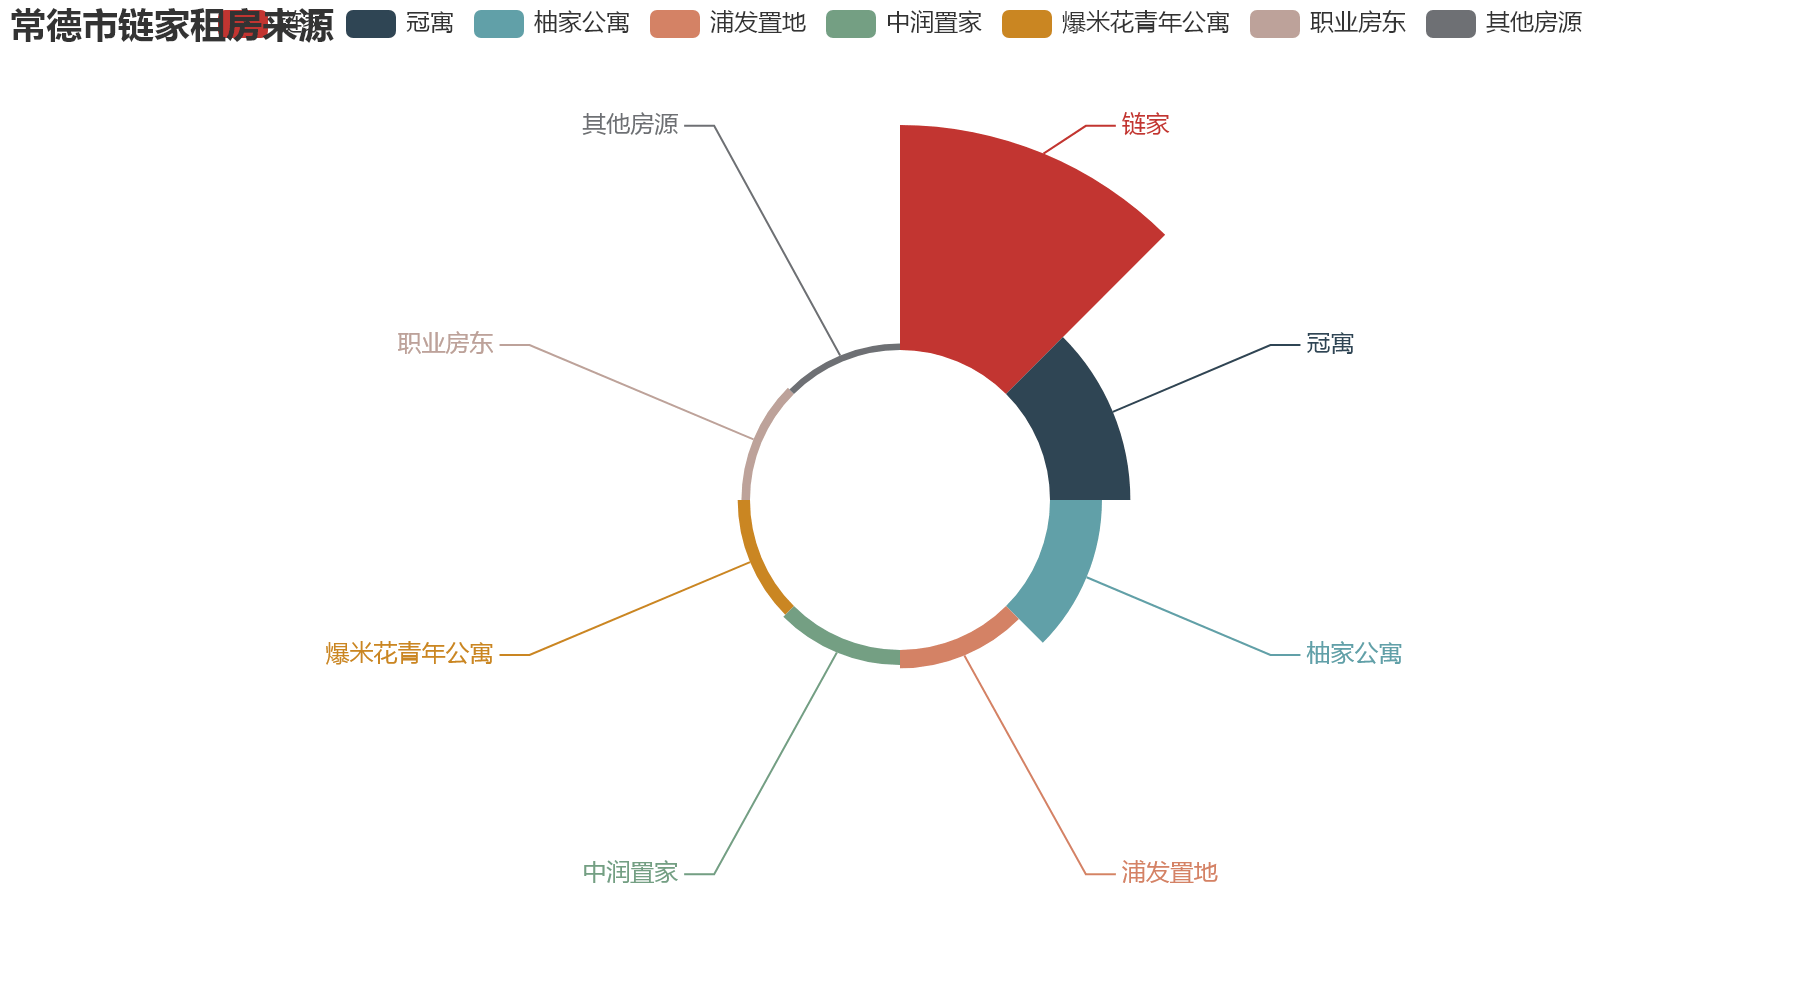 常德市链家租房来源
链家 冠寓 柚家公寓 浦发置地 中润置家 爆米花青年公寓 职业房东 其他房源
其他房源
链家
职业房东
冠寓
爆米花青年公寓
柚家公寓
中润置家
浦发置地